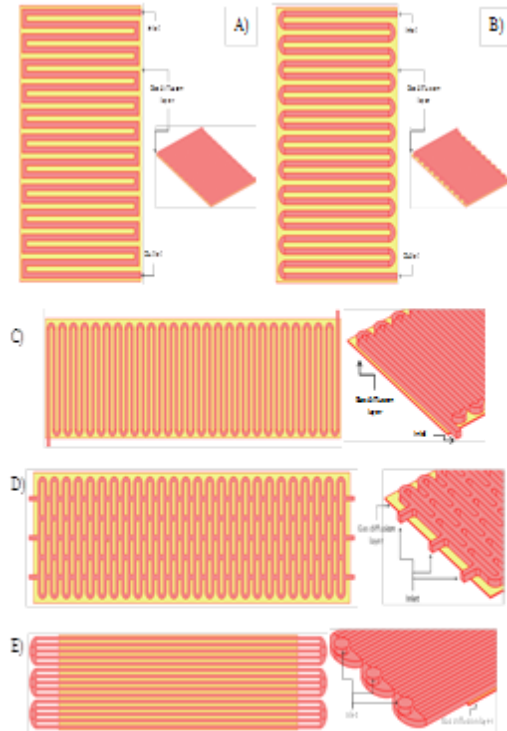 A)
Inlet
Gas diffusion
layer
Outlet
B)
Inlet
Gas diffusion
layer
Outlet
C)
Gas diffusion
layer
Inlet
D)
Gas diffusion
layer
Inlet
E)
Inlet
Gas diffusion layer